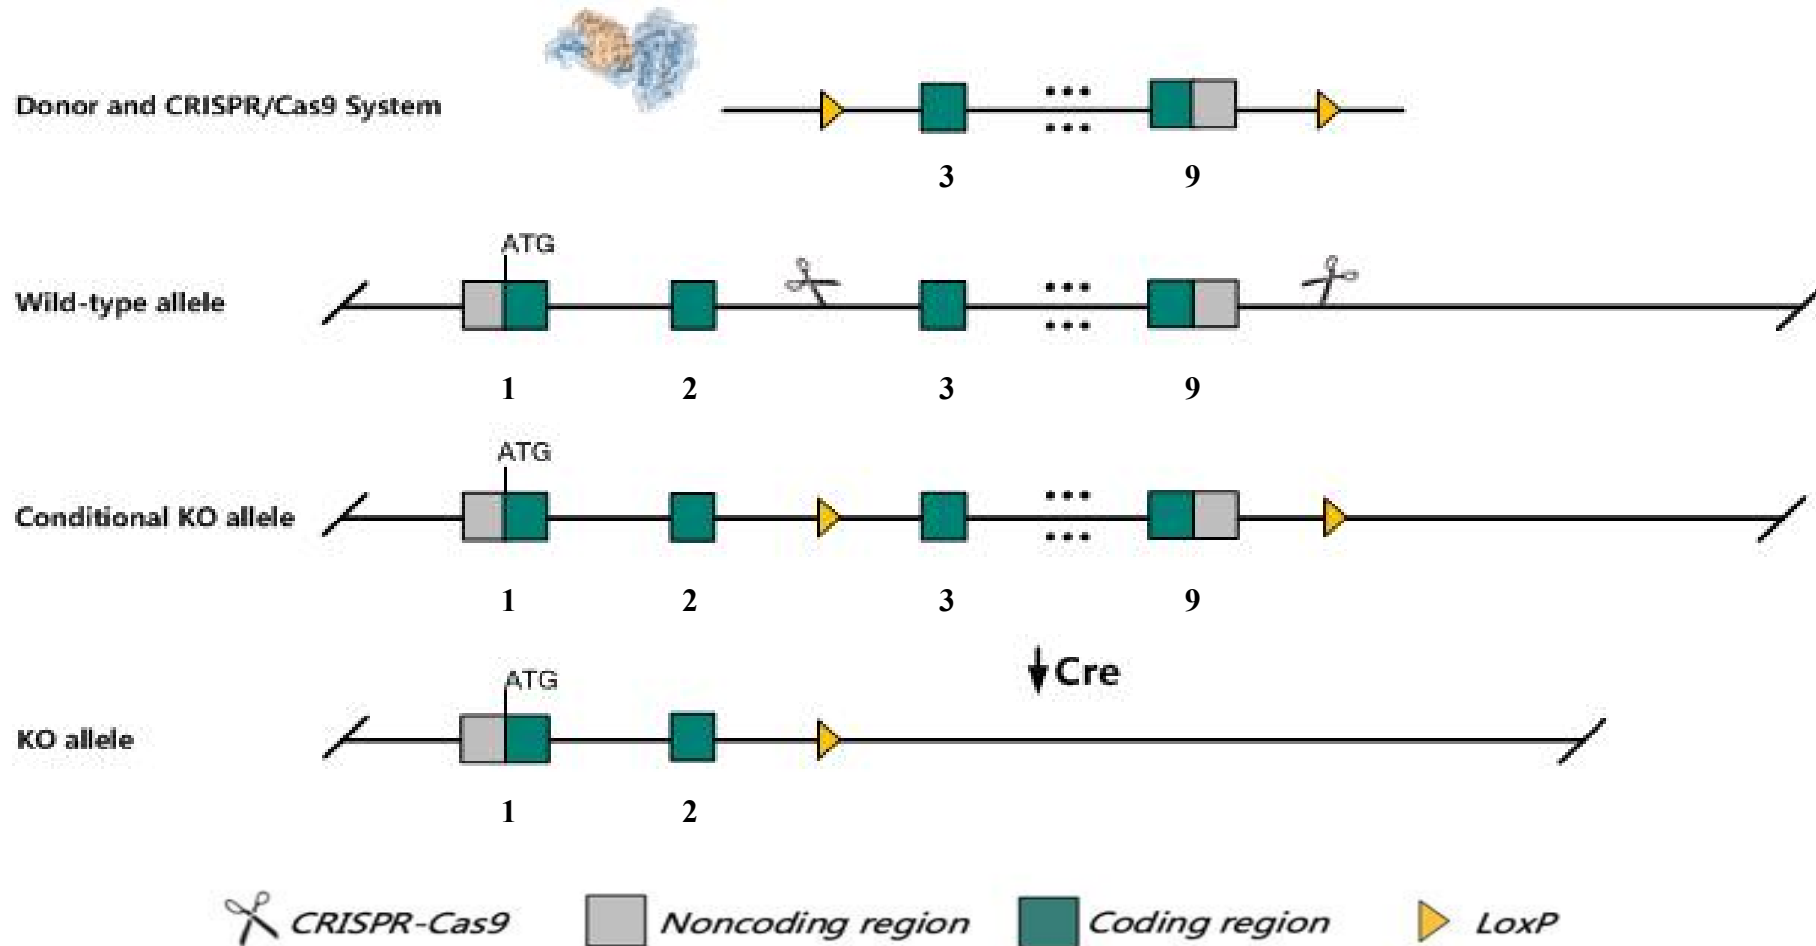 Donor and CRISPR/Cas9 System
3 9
ATG
Wild-type allele
1 2 3 9
ATG
Conditional KO allele
1 2 3 9
Cre
ATG
KO allele
1 2
CRISPR-Cas9 Noncoding region Coding region LoxP